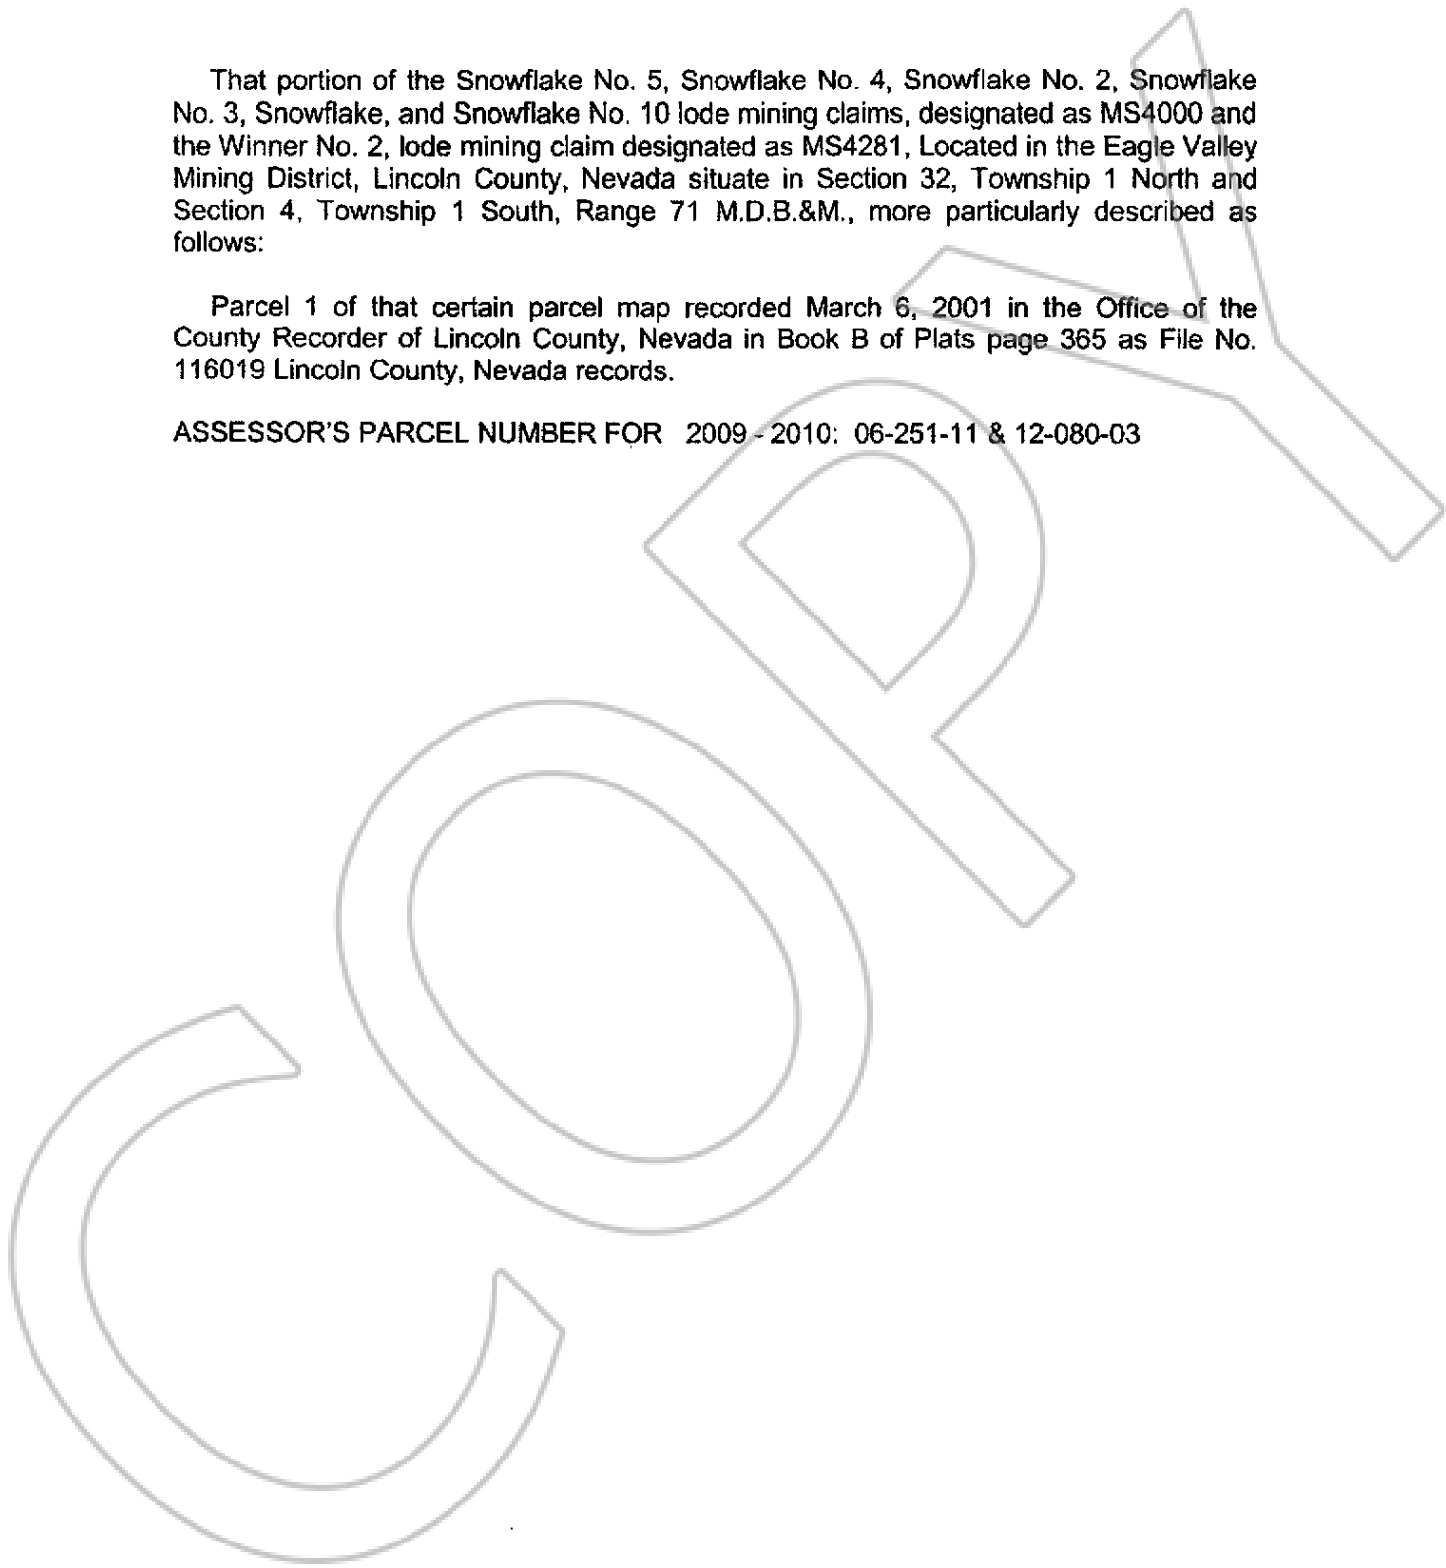 That portion of the Snowflake No. 5, Snowflake No. 4, Snowflake No. 2, Snowflake
No. 3, Snowflake, and Snowflake No. 10 lode mining claims, designated as MS4000 and
the Winner No. 2, lode mining claim designated as MS4281, Located in the Eagle Valley
Mining District, Lincoln County, Nevada situate in Section 32, Township 1 North and
Section 4, Township 1 South, Range 71 M.D.B.&M., more particularly described as
follows:
Parcel 1 of that certain parcel map recorded March 6, 2001 in the Office of the
County Recorder of Lincoln County, Nevada in Book B of Plats page 365 as File No.
116019 Lincoln County, Nevada records.
ASSESSOR'S PARCEL NUMBER FOR 2009 - 2010: 06-251-11 & 12-080-03
COPY